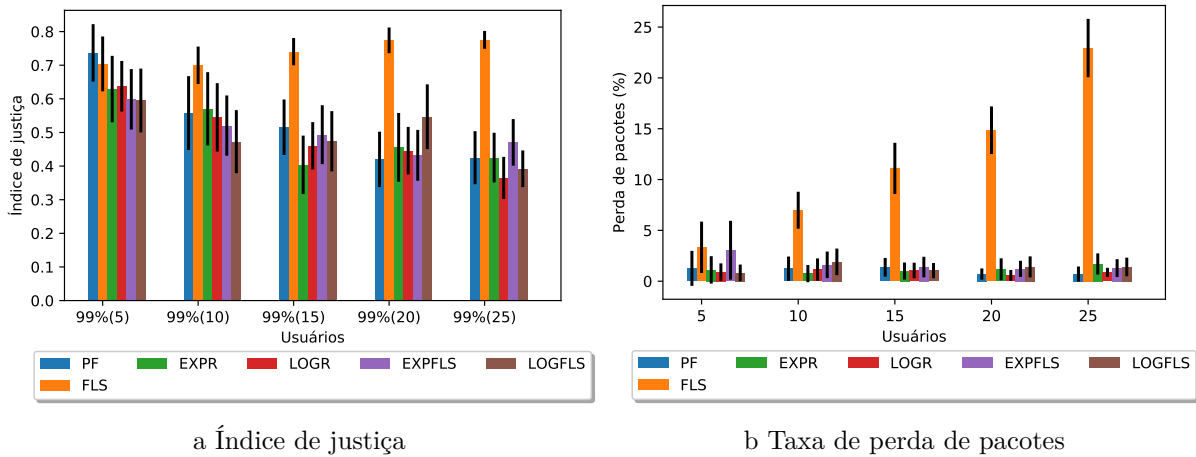 0.8
0.7
0.6
0.5
0.4
0.3
0.2
0.1
0.0
Índice de justiça
99%(5) 99%(10) 99%(15) 99%(20) 99%(25)
Usuários
PF EXPR LOGR EXPFLS LOGFLS
FLS
a Índice de justiça
25
20
15
10
5
0
Perda de pacotes (%)
5 10 15 20 25
Usuários
PF EXPR LOGR EXPFLS LOGFLS
FLS
b Taxa de perda de pacotes